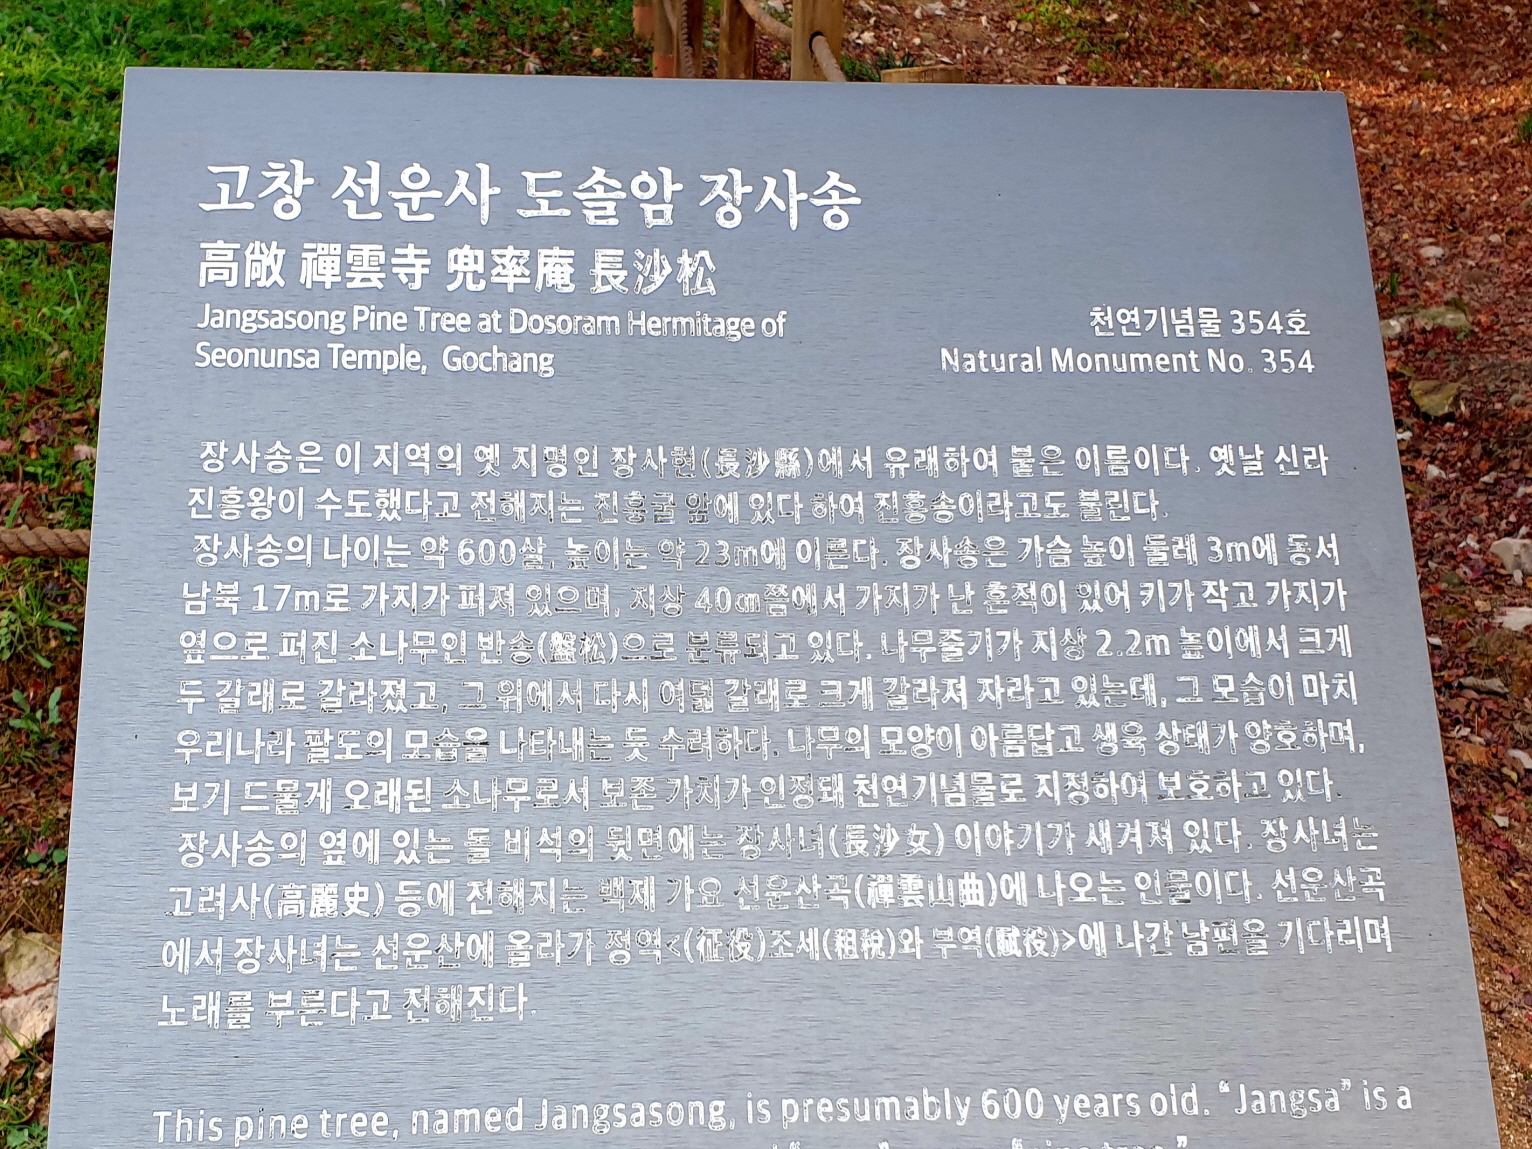 고창 선운사 도솔암 장사송
高敞 禪雲寺 兜率庵 長沙松
Jangsasong Pine Tree at Dosoram Hermitage of
Seonunsa Temple, Gochang
천연기념물 354호
Natural Monument No. 354
장사송은 이 지역의 옛 지명인 장사현(長沙縣)에서 유래하여 붙은 이름이다. 옛날 신라
진흥왕이 수도했다고 전해지는 진흥굴 앞에 있다 하여 진흥송이라고도 불린다.
장사송의 나이는 약 600살, 높이는 약 23m에 이른다. 장사송은 가슴 높이 둘레 3m에 동서
남북 17m로 가지가 퍼져 있으며, 지상 40㎝쯤에서 가지가 난 흔적이 있어 키가 작고 가지가
옆으로 퍼진 소나무인 반송(盤松)으로 분류되고 있다. 나무줄기가 지상 2.2m 높이에서 크게
두 갈래로 갈라졌고, 그 위에서 다시 여덟 갈래로 크게 갈라져 자라고 있는데, 그 모습이 마치
우리나라 팔도의 모습을 나타내는 듯 수려하다. 나무의 모양이 아름답고 생육 상태가 양호하며,
보기 드물게 오래된 소나무로서 보존 가치가 인정돼 천연기념물로 지정하여 보호하고 있다.
장사송의 옆에 있는 돌 비석의 뒷면에는 장사녀(長沙女) 이야기가 새겨져 있다. 장사녀는
고려사(高麗史) 등에 전해지는 백제 가요 선운산곡(禪雲山曲)에 나오는 인물이다. 선운산곡
에서 장사녀는 선운산에 올라가 정역<(征役)조세(租稅)와 부역(賦役)>에 나간 남편을 기다리며
노래를 부른다고 전해진다.
This pine tree, named Jangsasong, is presumably 600 years old. “Jangsa” is a